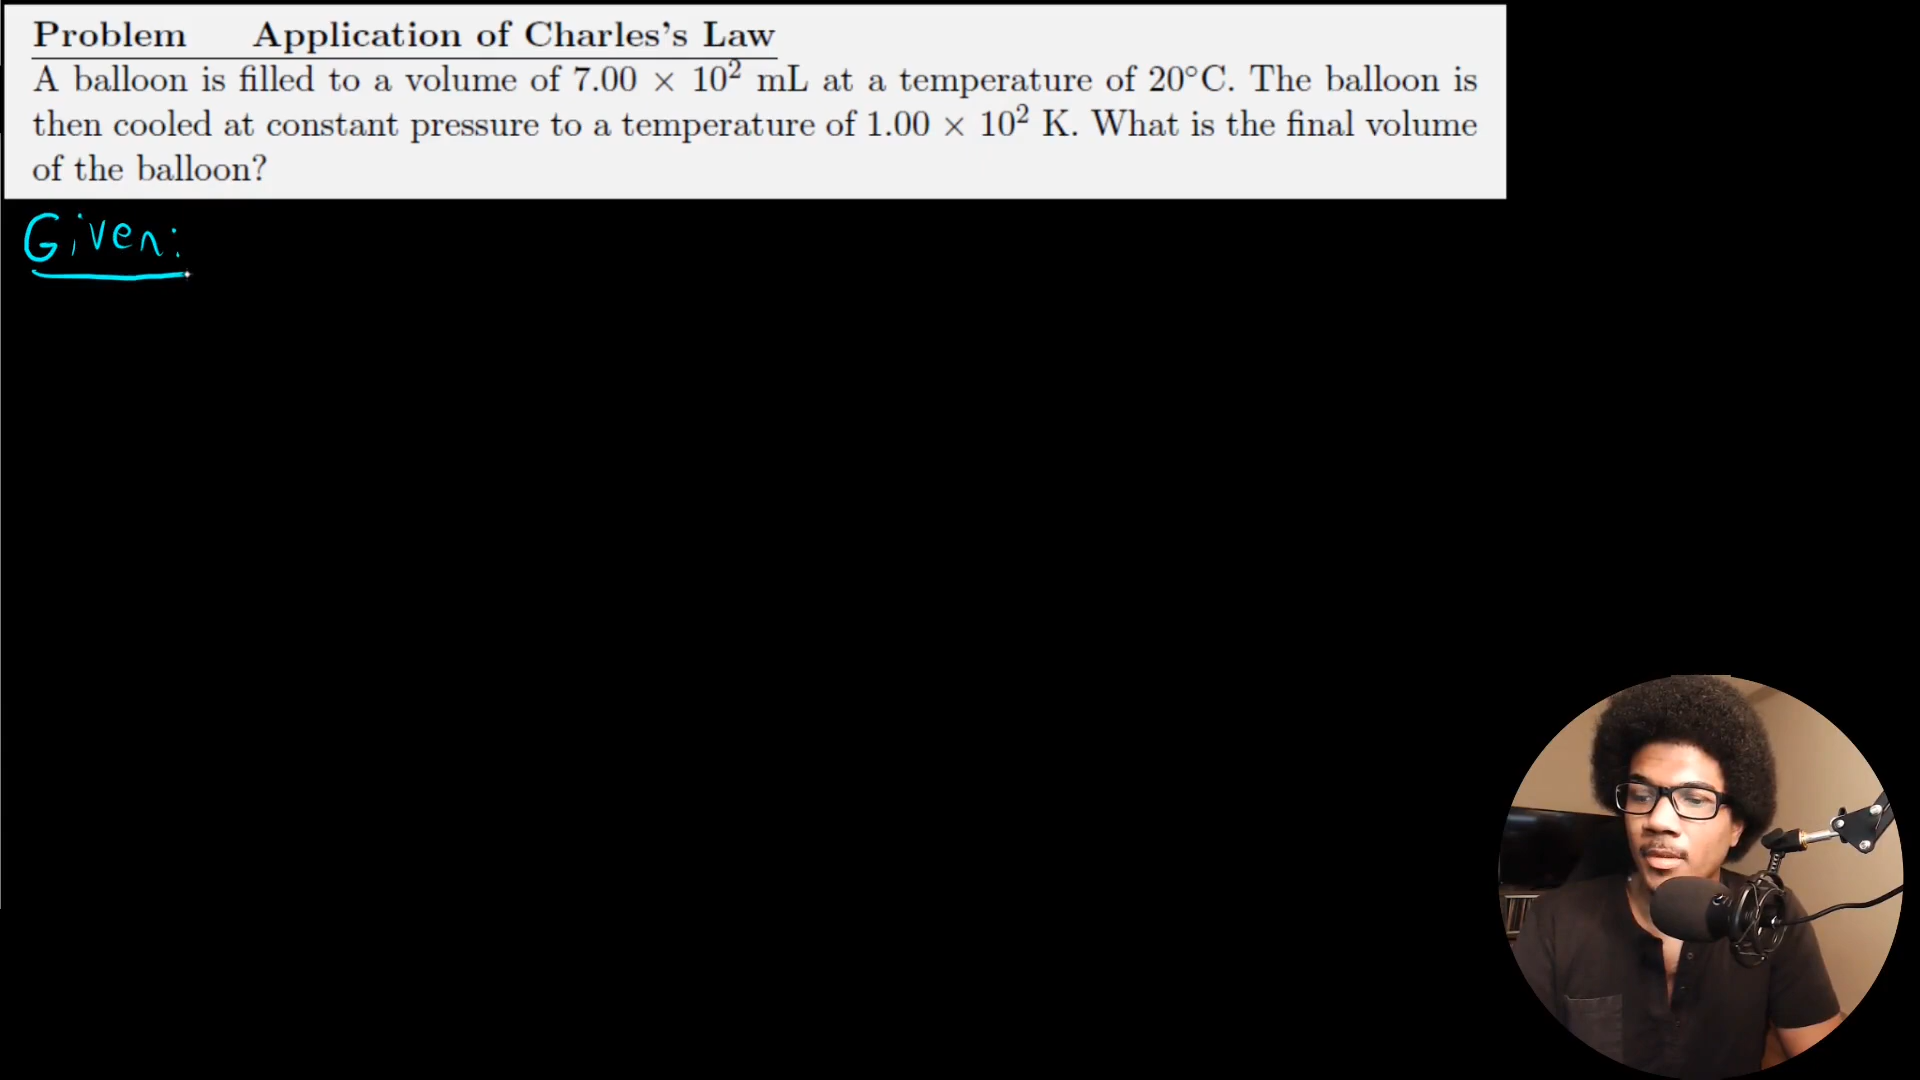 Problem Application of Charles's Law
A balloon is filled to a volume of 7.00 × 10² mL at a temperature of 20°C. The balloon is
then cooled at constant pressure to a temperature of 1.00 × 10² K. What is the final volume
of the balloon?
Given: